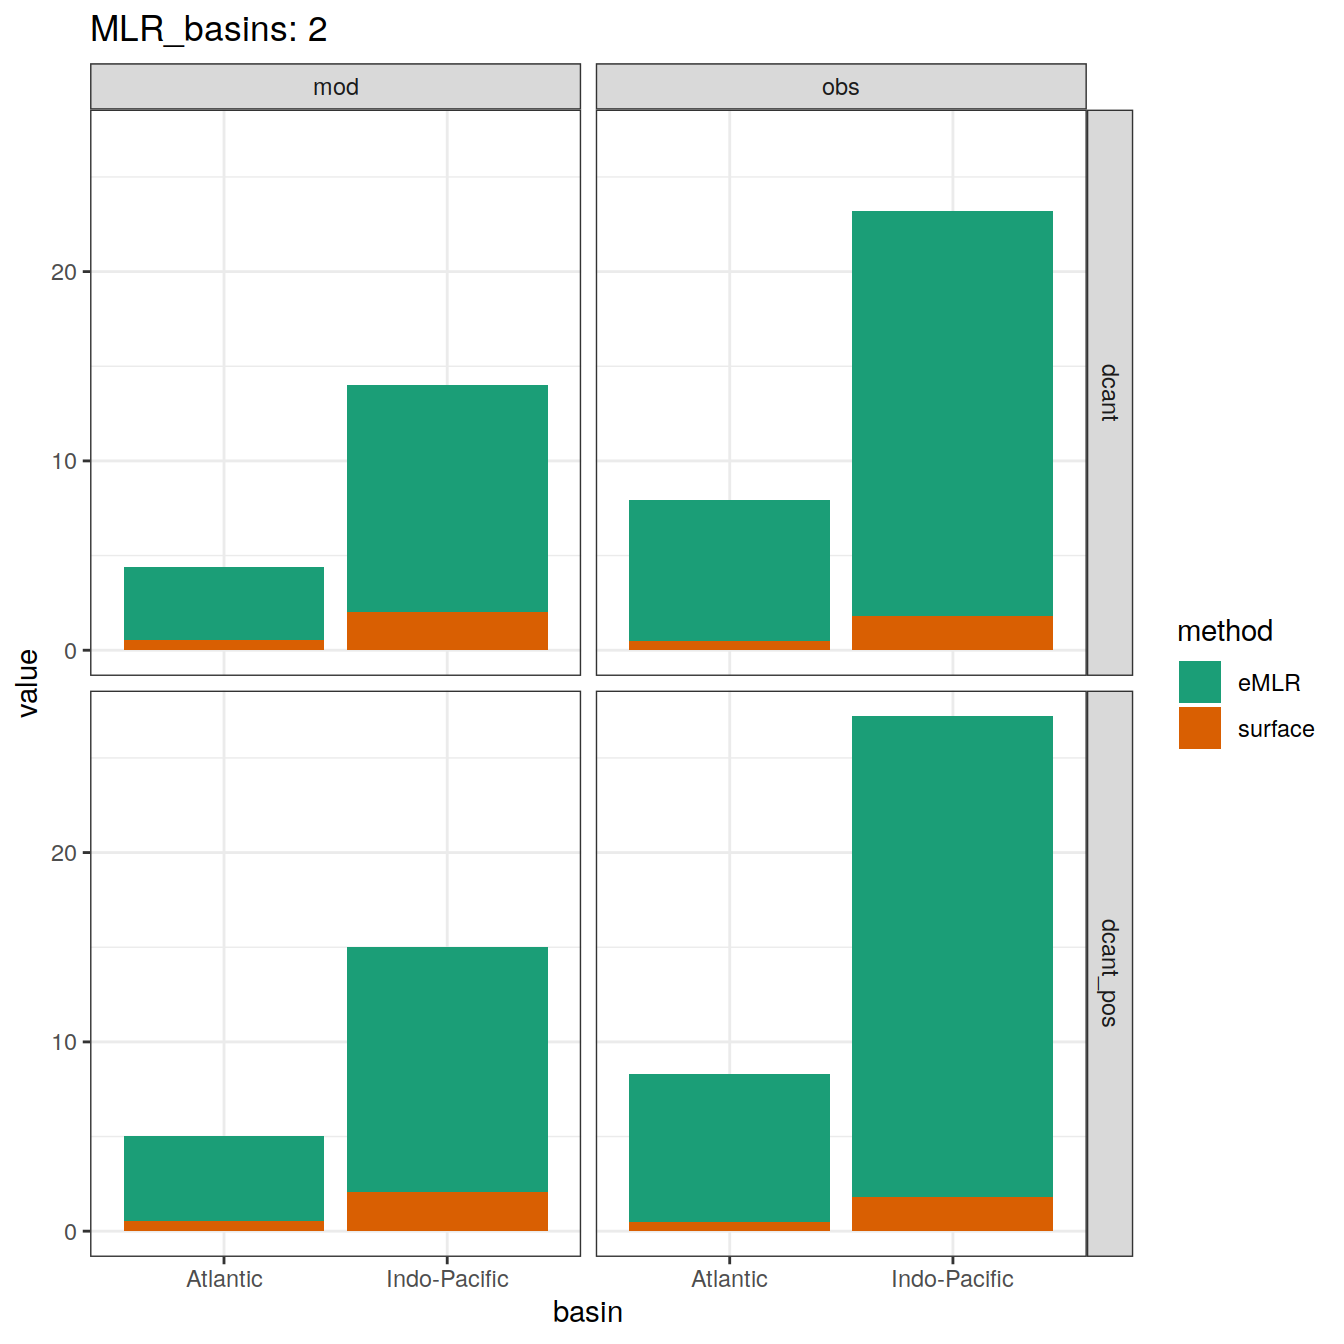 MLR_basins: 2
mod
obs
20
10
0
dcant
value
20
10
0
dcant_pos
Atlantic
Indo-Pacific
Atlantic
Indo-Pacific
basin
method
eMLR
surface